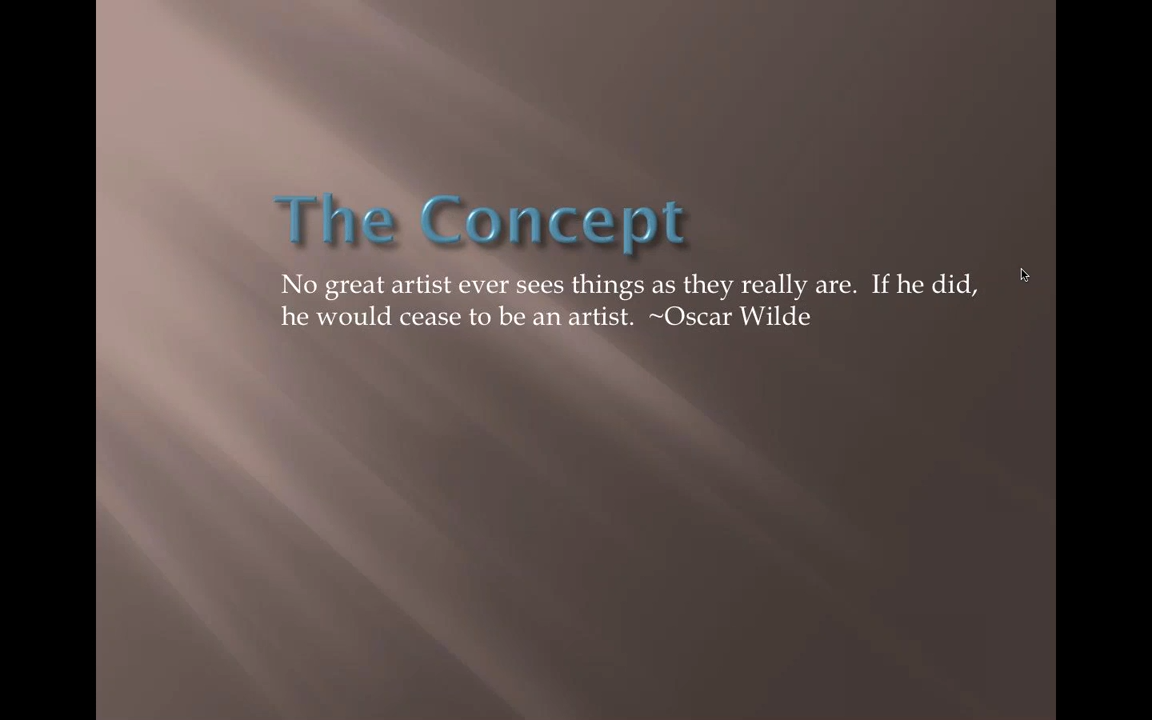 The Concept
No great artist ever sees things as they really are.  If he did,
he would cease to be an artist.  ~Oscar Wilde